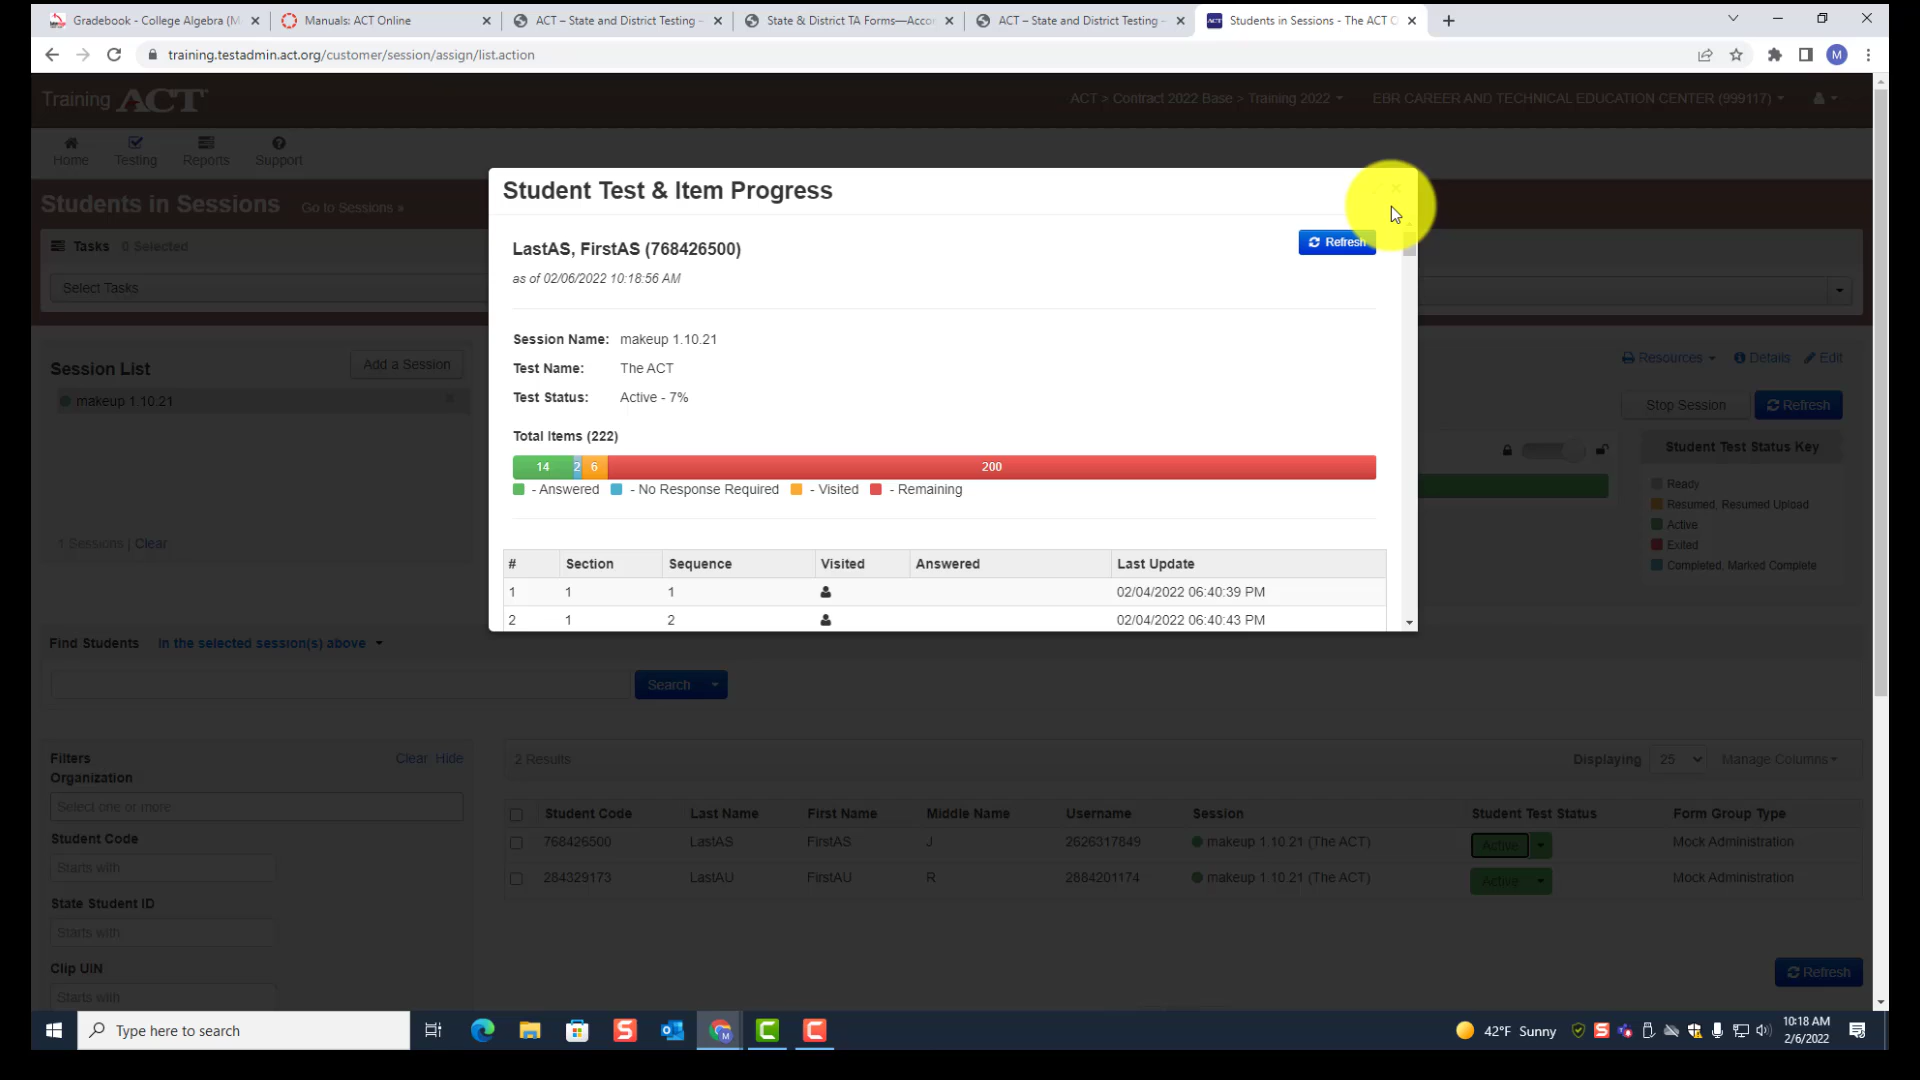 Gradebook - College Algebra (M
Manuals: ACT Online
ACT – State and District Testing -
State & District TA Forms—Acco
ACT – State and District Testing -
Students in Sessions - The ACT O
training.testadmin.act.org/customer/session/assign/list.action
M
Training ACT
ACT > Contract 2022 Base > Training 2022
EBR CAREER AND TECHNICAL EDUCATION CENTER (999117)
Home
Testing
Reports
Support
Students in Sessions
Go to Sessions »
Tasks 0 Selected
Select Tasks
Student Test & Item Progress
LastAS, FirstAS (768426500)
Refresh
as of 02/06/2022 10:18:56 AM
Session Name: makeup 1.10.21
Test Name: The ACT
Test Status: Active - 7%
Total Items (222)
14 2 6 200
- Answered - No Response Required - Visited - Remaining
# Section Sequence Visited Answered Last Update
1 1 1 02/04/2022 06:40:39 PM
2 1 2 02/04/2022 06:40:43 PM
Session List
Add a Session
makeup 1.10.21
1 Sessions | Clear
Resources
Details
Edit
Stop Session
Refresh
Student Test Status Key
Ready
Resumed, Resumed Upload
Active
Exited
Completed, Marked Complete
Find Students In the selected session(s) above
Search
Filters
Clear Hide
Organization
Select one or more
Student Code
Starts with
State Student ID
Starts with
Clip UIN
Starts with
2 Results
Displaying 25 Manage Columns
Student Code Last Name First Name Middle Name Username Session Student Test Status Form Group Type
768426500 LastAS FirstAS J 2626317849 makeup 1.10.21 (The ACT) Active Mock Administration
284329173 LastAU FirstAU R 2884201174 makeup 1.10.21 (The ACT) Active Mock Administration
Refresh
Type here to search
42°F Sunny
10:18 AM
2/6/2022